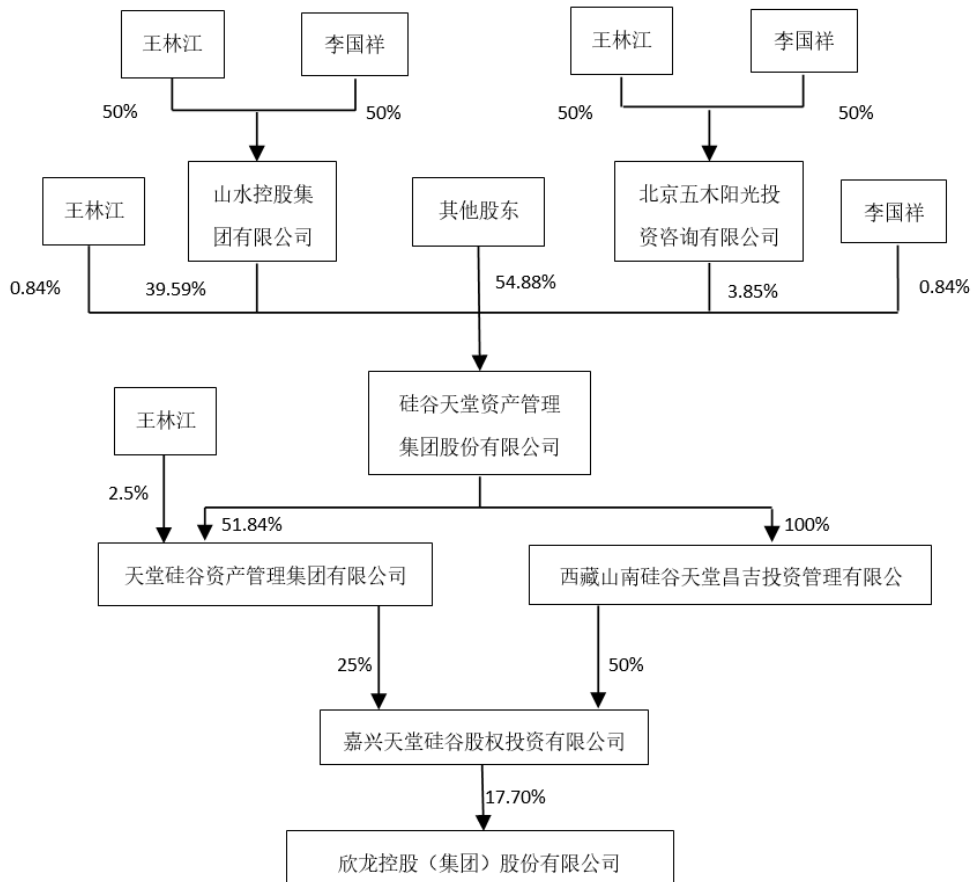 王林江
李国祥
王林江
李国祥
50%
50%
50%
50%
王林江
山水控股集
团有限公司
其他股东
北京五木阳光投
资咨询有限公司
李国祥
0.84%
39.59%
54.88%
3.85%
0.84%
硅谷天堂资产管理
集团股份有限公司
王林江
2.5%
51.84%
100%
天堂硅谷资产管理集团有限公司
西藏山南硅谷天堂昌吉投资管理有限公
25%
50%
嘉兴天堂硅谷股权投资有限公司
17.70%
欣龙控股（集团）股份有限公司